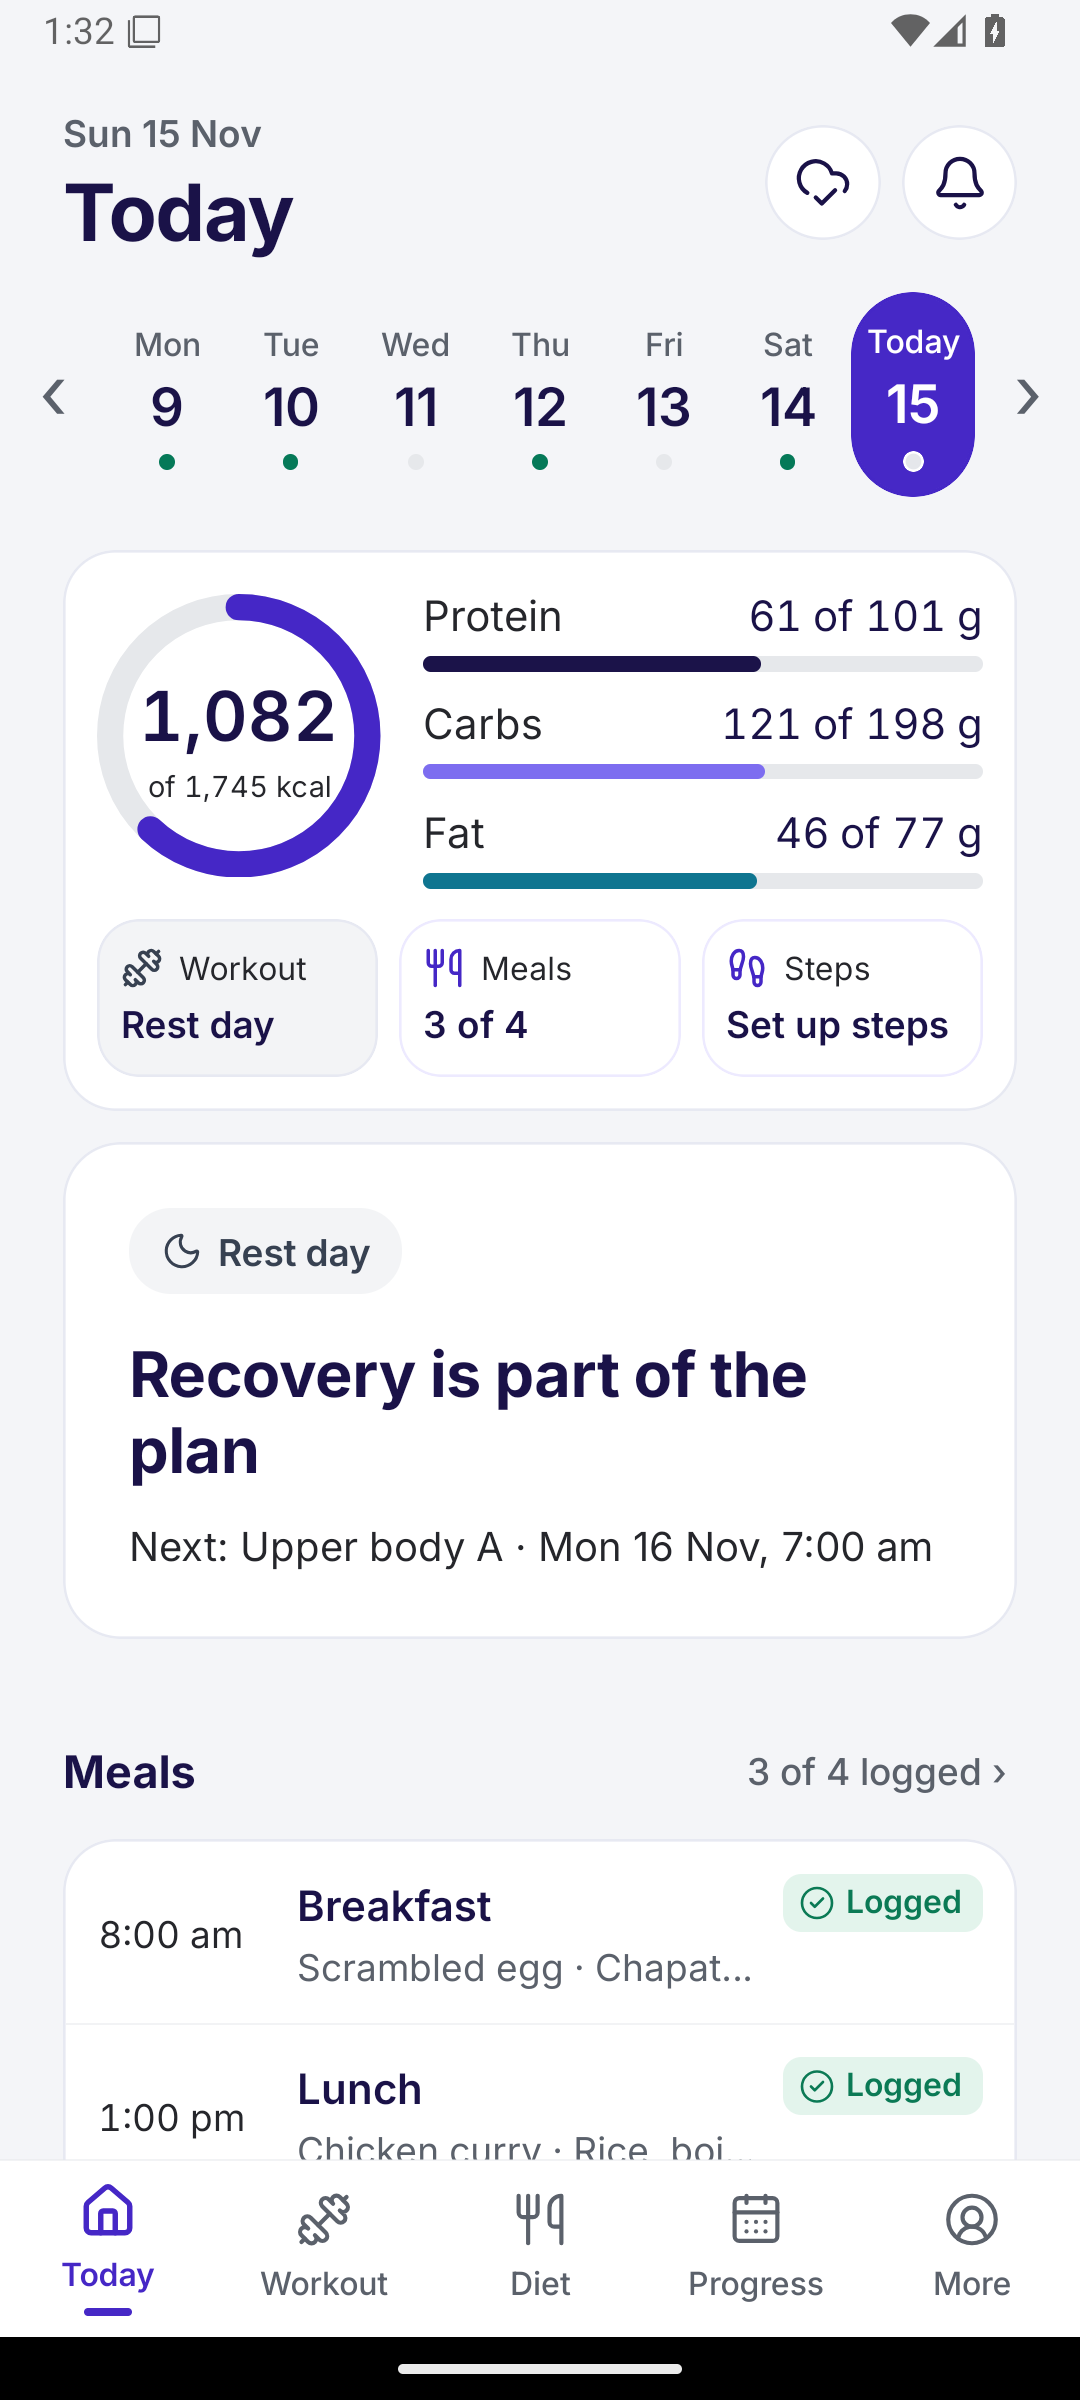 1:32
Sun 15 Nov
Today
Mon Tue Wed Thu Fri Sat Today
9 10 11 12 13 14 15
1,082
of 1,745 kcal
Protein 61 of 101 g
Carbs 121 of 198 g
Fat 46 of 77 g
Workout
Rest day
Meals
3 of 4
Steps
Set up steps
Rest day
Recovery is part of the
plan
Next: Upper body A · Mon 16 Nov, 7:00 am
Meals 3 of 4 logged ›
8:00 am
Breakfast
Scrambled egg · Chapat...
Logged
1:00 pm
Lunch
Chicken curry · Rice, boi...
Logged
Today Workout Diet Progress More